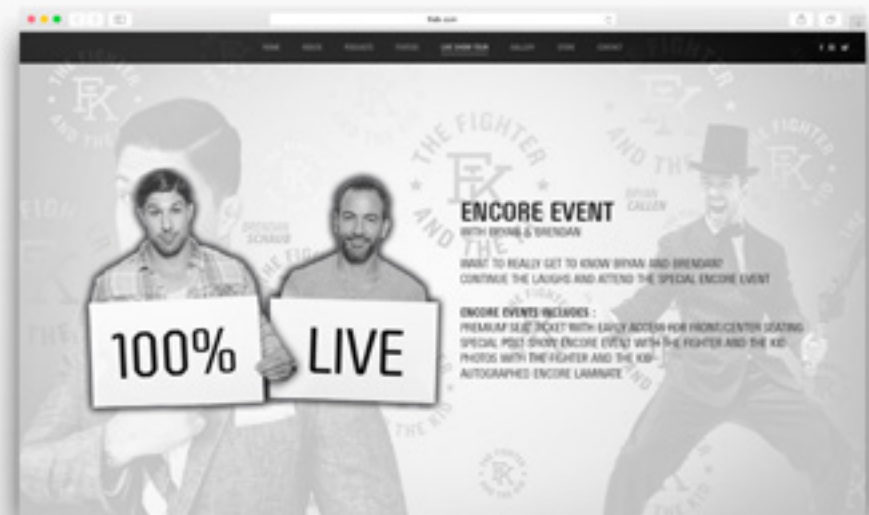 HOME VIDEOS PODCASTS PHOTOS LIVE SHOW TOUR GALLERY STORE CONTACT
THE FIGHTER
FK
AND THE KID
BRENDAN
SCHAUB
BRYAN
CALLEN
100%
LIVE
ENCORE EVENT
WITH BRYAN & BRENDAN
WANT TO REALLY GET TO KNOW BRYAN AND BRENDAN?
CONTINUE THE LAUGHS AND ATTEND THE SPECIAL ENCORE EVENT
ENCORE EVENTS INCLUDES :
PREMIUM SEAT TICKET WITH EARLY ACCESS FOR FRONT/CENTER SEATING
SPECIAL POST SHOW ENCORE EVENT WITH THE FIGHTER AND THE KID
PHOTOS WITH THE FIGHTER AND THE KID
AUTOGRAPHED ENCORE LAMINATE